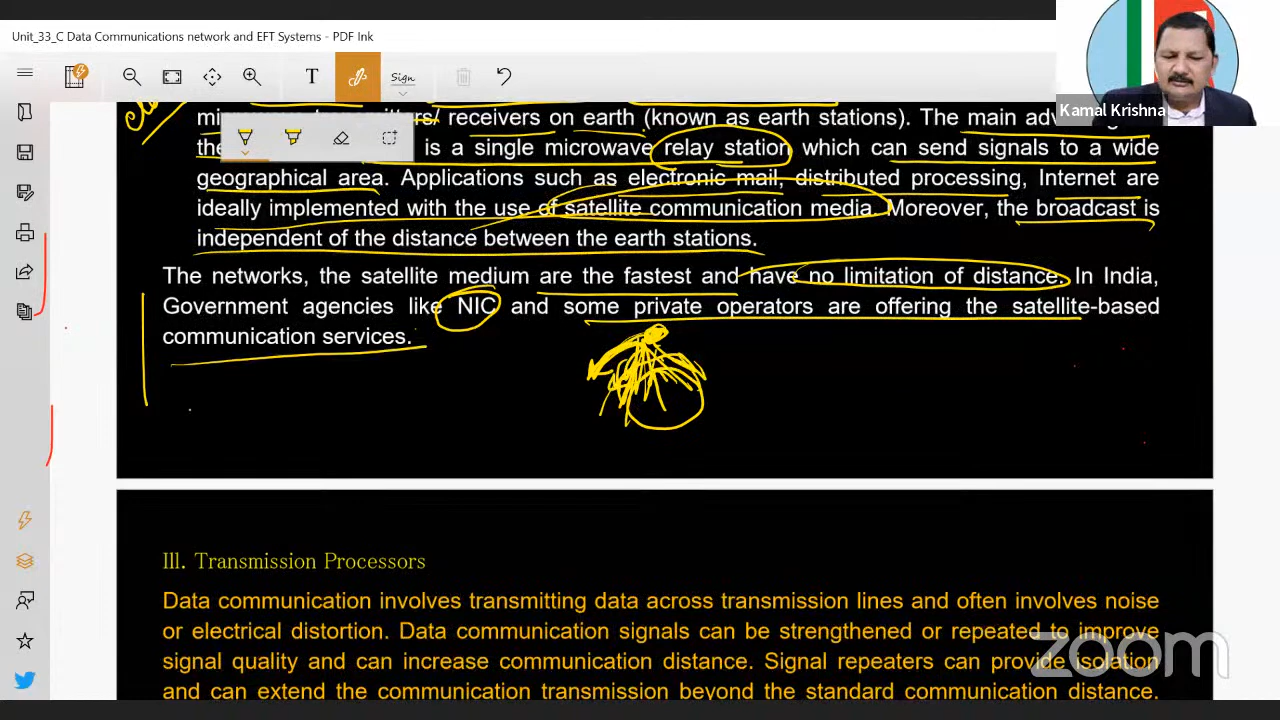 Unit_33_C Data Communications network and EFT Systems - PDF Ink
T
Sign
Kamal Krishna
receivers on earth (known as earth stations). The main
is a single microwave relay station which can send signals to a wide
geographical area. Applications such as electronic mail, distributed processing, Internet are
ideally implemented with the use of satellite communication media. Moreover, the broadcast is
independent of the distance between the earth stations.
The networks, the satellite medium are the fastest and have no limitation of distance. In India,
Government agencies like NIC and some private operators are offering the satellite-based
communication services.
III. Transmission Processors
Data communication involves transmitting data across transmission lines and often involves noise
or electrical distortion. Data communication signals can be strengthened or repeated to improve
signal quality and can increase communication distance. Signal repeaters can provide isolation
and can extend the communication transmission beyond the standard communication distance.
zoom